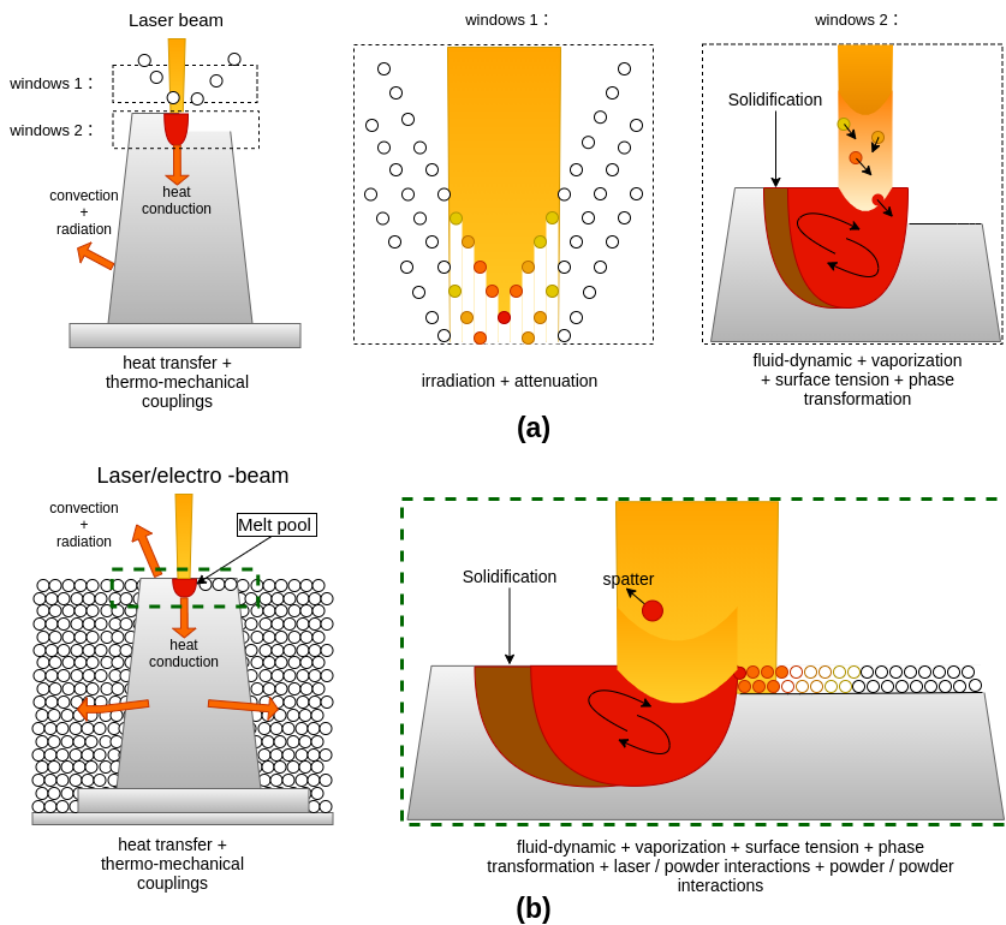 Laser beam
windows 1：
windows 2：
convection
+
radiation
heat
conduction
heat transfer +
thermo-mechanical
couplings
windows 1：
irradiation + attenuation
windows 2：
Solidification
fluid-dynamic + vaporization
+ surface tension + phase
transformation
(a)
Laser/electro -beam
convection
+
radiation
Melt pool
heat
conduction
heat transfer +
thermo-mechanical
couplings
Solidification
spatter
fluid-dynamic + vaporization + surface tension + phase
transformation + laser / powder interactions + powder / powder
interactions
(b)